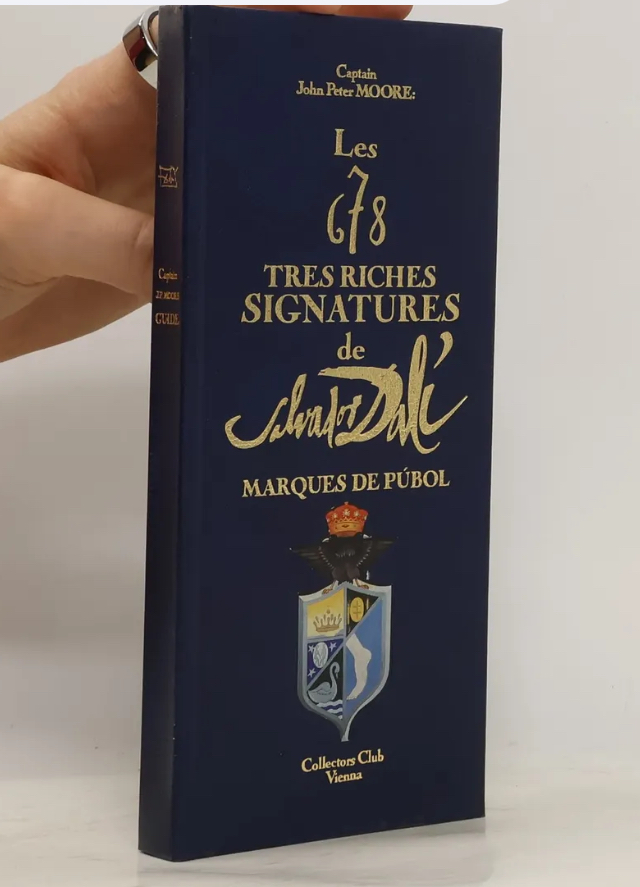 Captain
John Peter MOORE:
Les
678
TRES RICHES
SIGNATURES
de
Salvador Dalí
MARQUES DE PÚBOL
Collectors Club
Vienna
Captain
J.P. MOORE
GUIDE